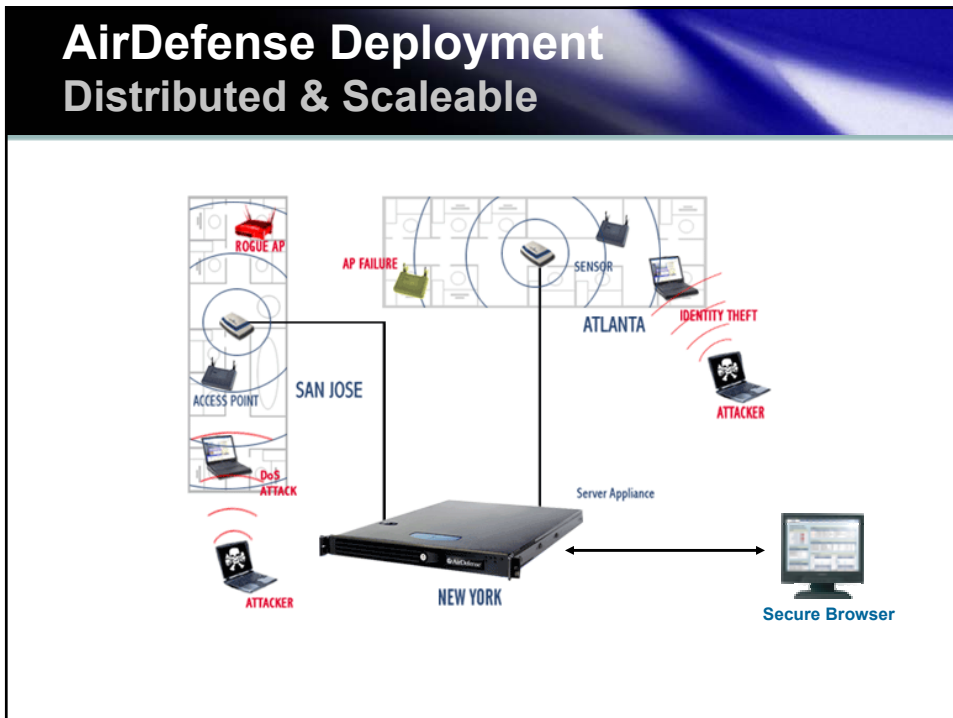 AirDefense Deployment
Distributed & Scaleable
ROGUE AP
ACCESS POINT
SAN JOSE
DoS
ATTACK
ATTACKER
AP FAILURE
SENSOR
ATLANTA
IDENTITY THEFT
ATTACKER
Server Appliance
AirDefense
NEW YORK
Secure Browser